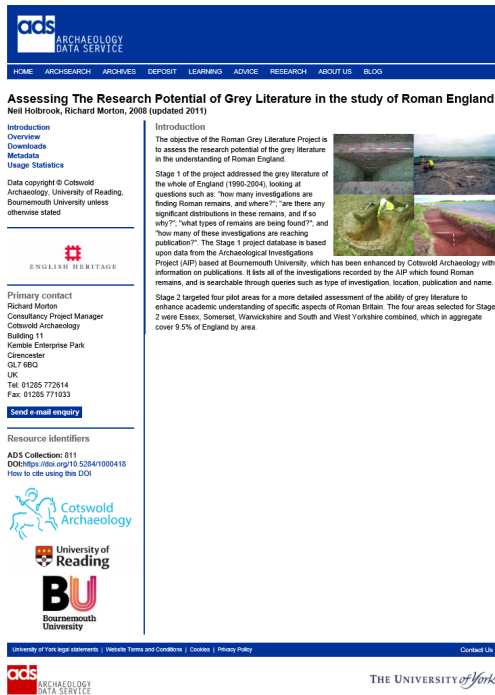 ads
ARCHAEOLOGY
DATA SERVICE
HOME ARCHSEARCH ARCHIVES DEPOSIT LEARNING ADVICE RESEARCH ABOUT US BLOG
Assessing The Research Potential of Grey Literature in the study of Roman England
Neil Holbrook, Richard Morton, 2008 (updated 2011)
Introduction
Overview
Downloads
Metadata
Usage Statistics
Data copyright © Cotswold
Archaeology, University of Reading,
Bournemouth University unless
otherwise stated
ENGLISH HERITAGE
Primary contact
Richard Morton
Consultancy Project Manager
Cotswold Archaeology
Building 11
Kemble Enterprise Park
Cirencester
GL7 6BQ
UK
Tel: 01285 772614
Fax: 01285 771033
Send e-mail enquiry
Resource identifiers
ADS Collection: 811
DOI:https://doi.org/10.5284/1000418
How to cite using this DOI
Cotswold
Archaeology
University of
Reading
BU
Bournemouth
University
Introduction
The objective of the Roman Grey Literature Project is
to assess the research potential of the grey literature
in the understanding of Roman England.
Stage 1 of the project addressed the grey literature of
the whole of England (1990-2004), looking at
questions such as: "how many investigations are
finding Roman remains, and where?"; "are there any
significant distributions in these remains, and if so
why?"; "what types of remains are being found?"; and
"how many of these investigations are reaching
publication?". The Stage 1 project database is based
upon data from the Archaeological Investigations
Project (AIP) based at Bournemouth University, which has been enhanced by Cotswold Archaeology with
information on publications. It lists all of the investigations recorded by the AIP which found Roman
remains, and is searchable through queries such as type of investigation, location, publication and name.
Stage 2 targeted four pilot areas for a more detailed assessment of the ability of grey literature to
enhance academic understanding of specific aspects of Roman Britain. The four areas selected for Stage
2 were Essex, Somerset, Warwickshire and South and West Yorkshire combined, which in aggregate
cover 9.5% of England by area.
University of York legal statements | Website Terms and Conditions | Cookies | Privacy Policy
Contact Us
ads
ARCHAEOLOGY
DATA SERVICE
THE UNIVERSITY of York